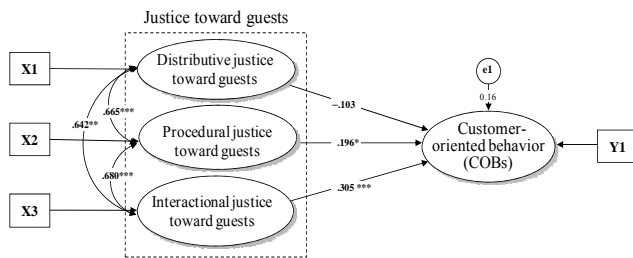 Justice toward guests
X1
Distributive justice
toward guests
e1
0.16
-.103
.642**
.665***
X2
Procedural justice
toward guests
.196*
Customer-
oriented behavior
(COBs)
Y1
.680***
.305 ***
X3
Interactional justice
toward guests